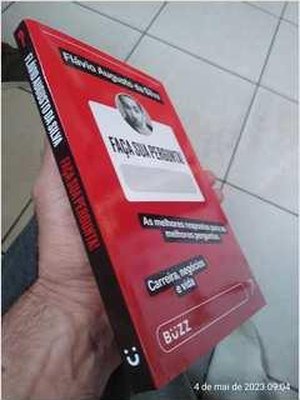 Flávio Augusto da Silva
FAÇA SUA PERGUNTA!
As melhores respostas para as
melhores perguntas
Carreira, negócios
e vida
BUZZ
FLÁVIO AUGUSTO DA SILVA
FAÇA SUA PERGUNTA!
4 de mai de 2023 09:04